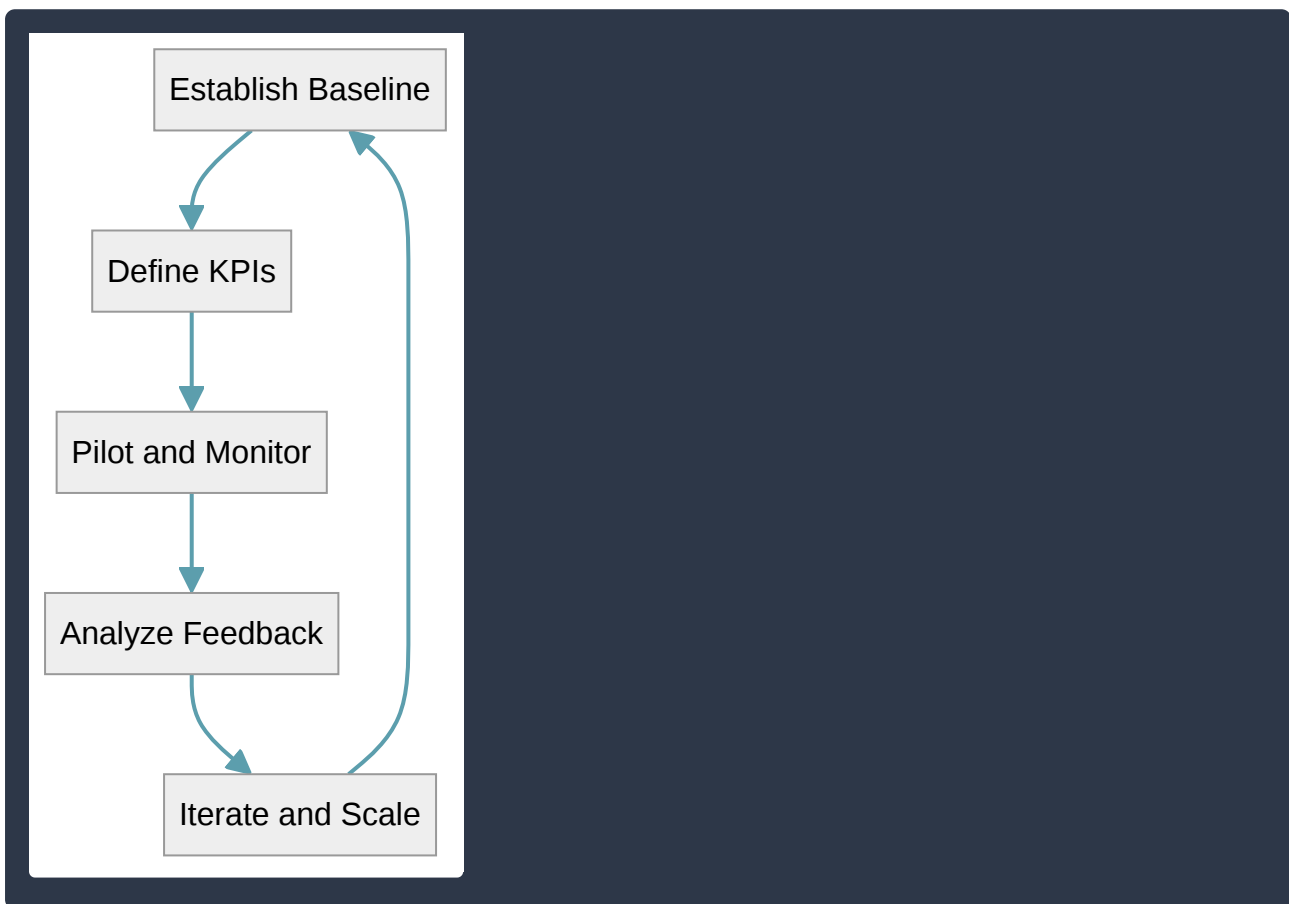 Establish Baseline
Define KPIs
Pilot and Monitor
Analyze Feedback
Iterate and Scale